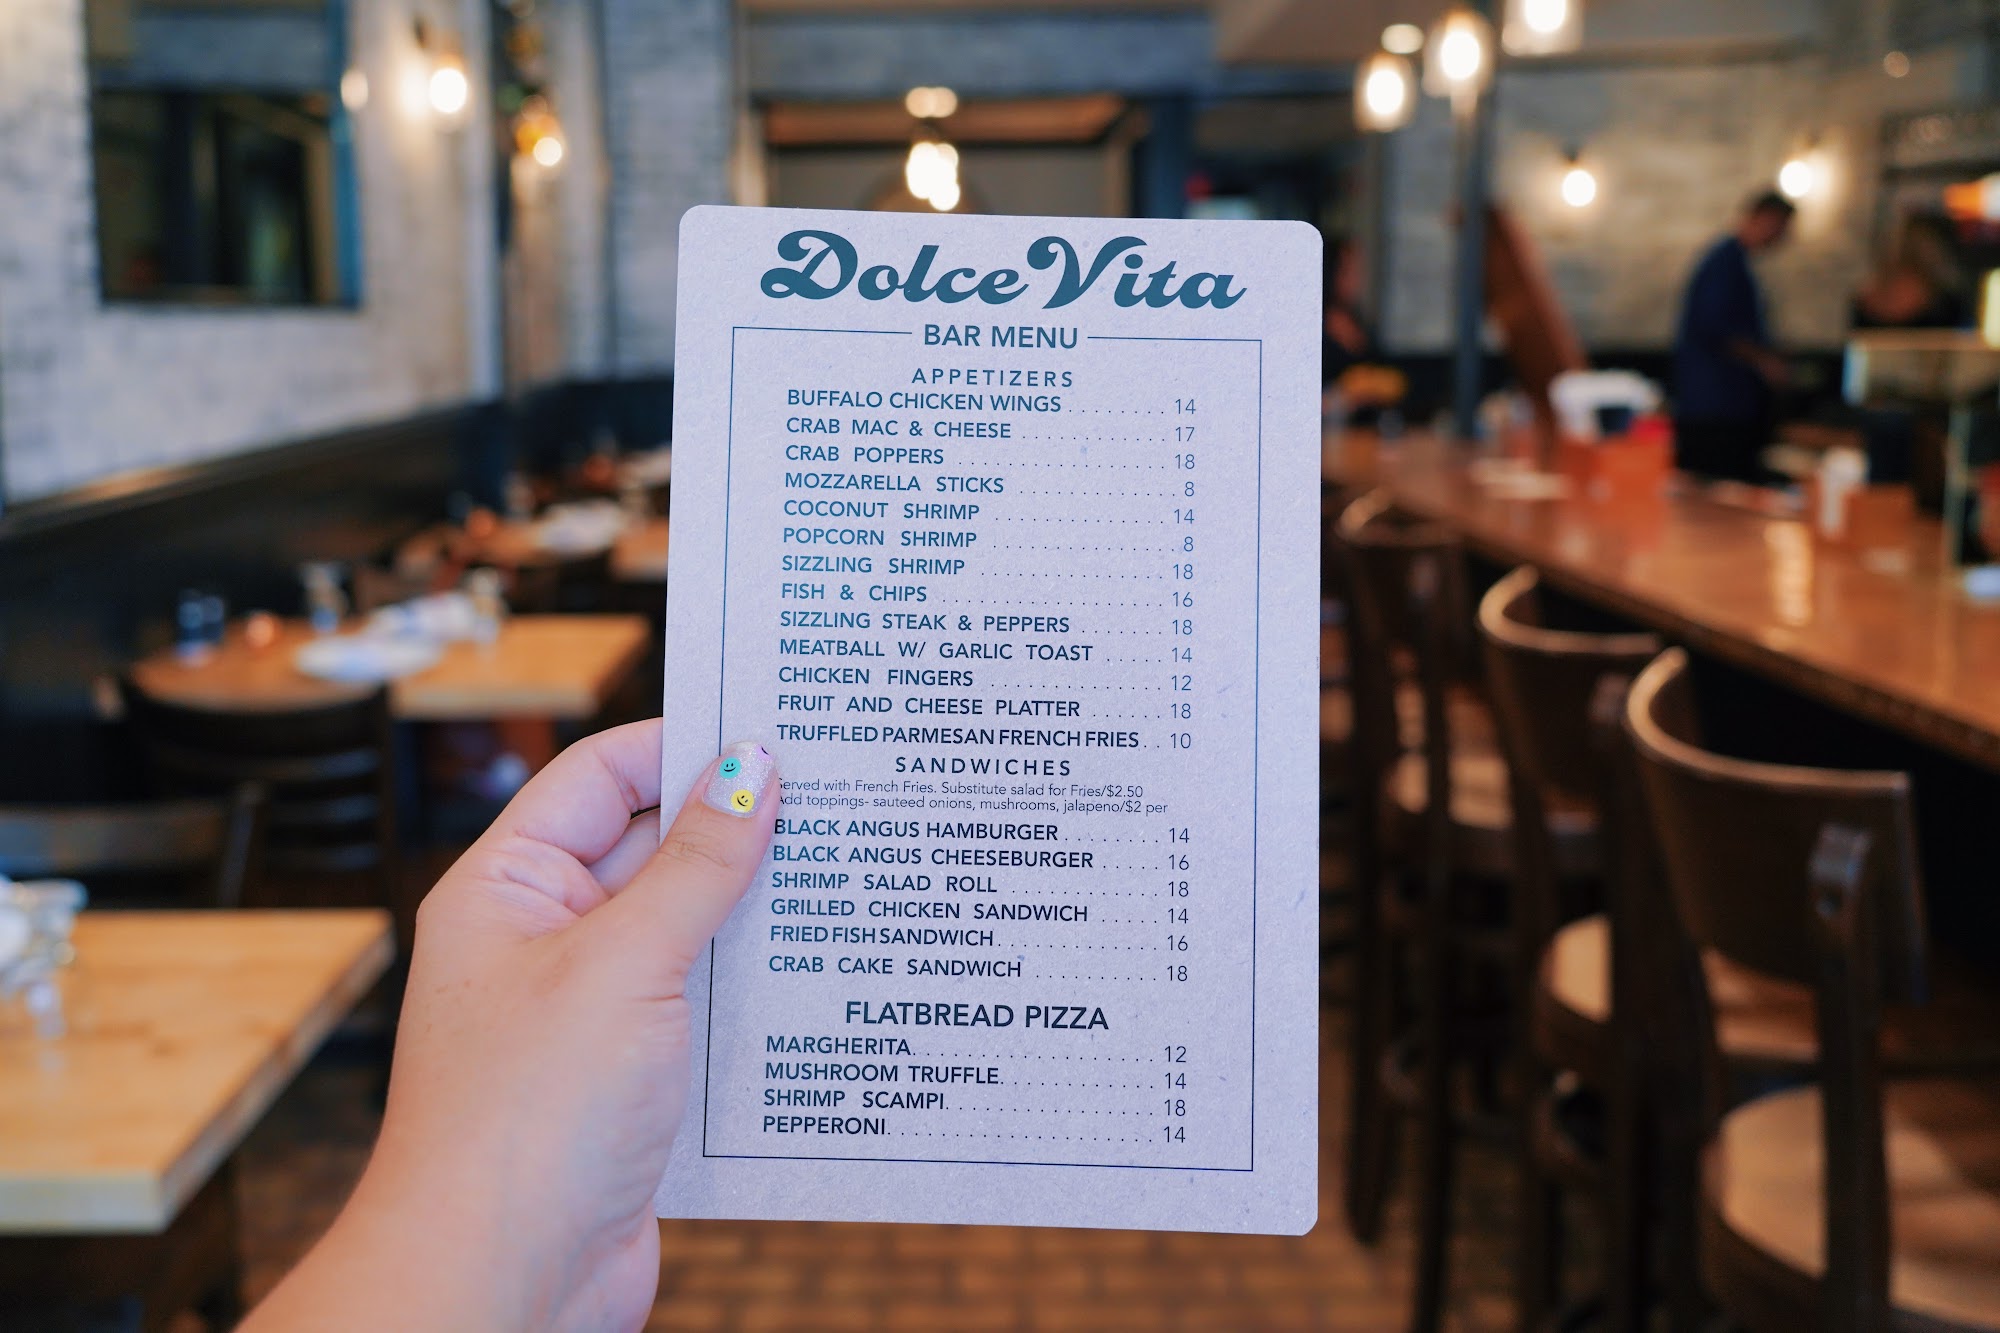 Dolce Vita
BAR MENU
APPETIZERS
BUFFALO CHICKEN WINGS ........ 14
CRAB MAC & CHEESE ............ 17
CRAB POPPERS ................. 18
MOZZARELLA STICKS ............. 8
COCONUT SHRIMP .............. 14
POPCORN SHRIMP ............... 8
SIZZLING SHRIMP ............... 18
FISH & CHIPS .................. 16
SIZZLING STEAK & PEPPERS ....... 18
MEATBALL W/ GARLIC TOAST ..... 14
CHICKEN FINGERS .............. 12
FRUIT AND CHEESE PLATTER ...... 18
TRUFFLED PARMESAN FRENCH FRIES .. 10
SANDWICHES
Served with French Fries. Substitute salad for Fries/$2.50
Add toppings- sauteed onions, mushrooms, jalapeno/$2 per
BLACK ANGUS HAMBURGER ........ 14
BLACK ANGUS CHEESEBURGER ..... 16
SHRIMP SALAD ROLL ............ 18
GRILLED CHICKEN SANDWICH ..... 14
FRIED FISH SANDWICH ............. 16
CRAB CAKE SANDWICH .......... 18
FLATBREAD PIZZA
MARGHERITA ................... 12
MUSHROOM TRUFFLE ............ 14
SHRIMP SCAMPI ................ 18
PEPPERONI ..................... 14